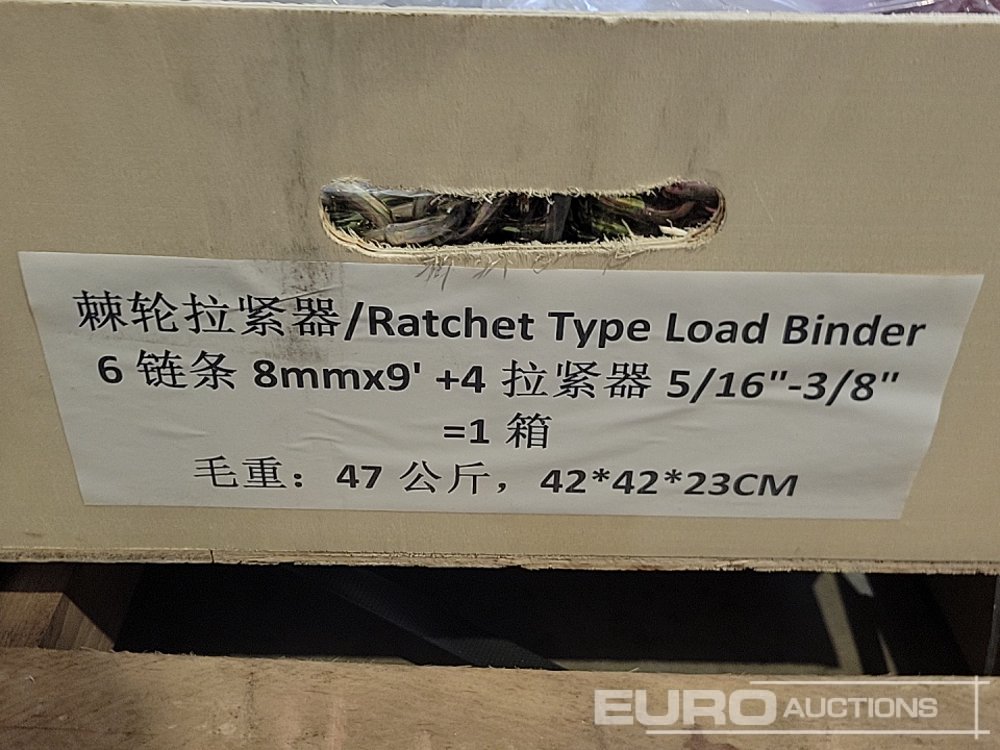 棘轮拉紧器/Ratchet Type Load Binder
6 链条 8mmx9' +4 拉紧器 5/16"-3/8"
=1 箱
毛重：47 公斤，42*42*23CM
EURO AUCTIONS